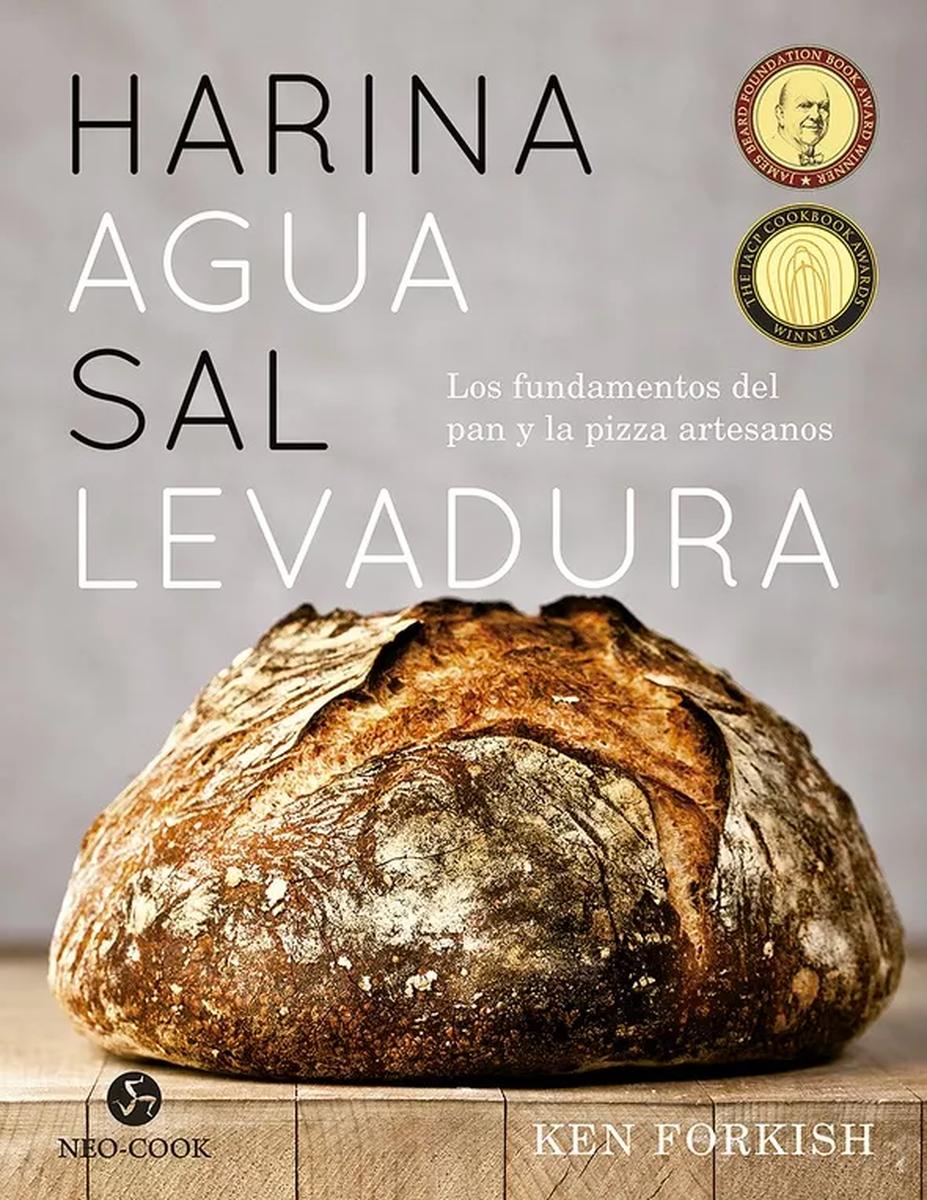 HARINA
AGUA
SAL
LEVADURA
Los fundamentos del
pan y la pizza artesanos
JAMES BEARD FOUNDATION BOOK AWARD WINNER ★
THE IACP COOKBOOK AWARDS
WINNER
NEO-COOK
KEN FORKISH